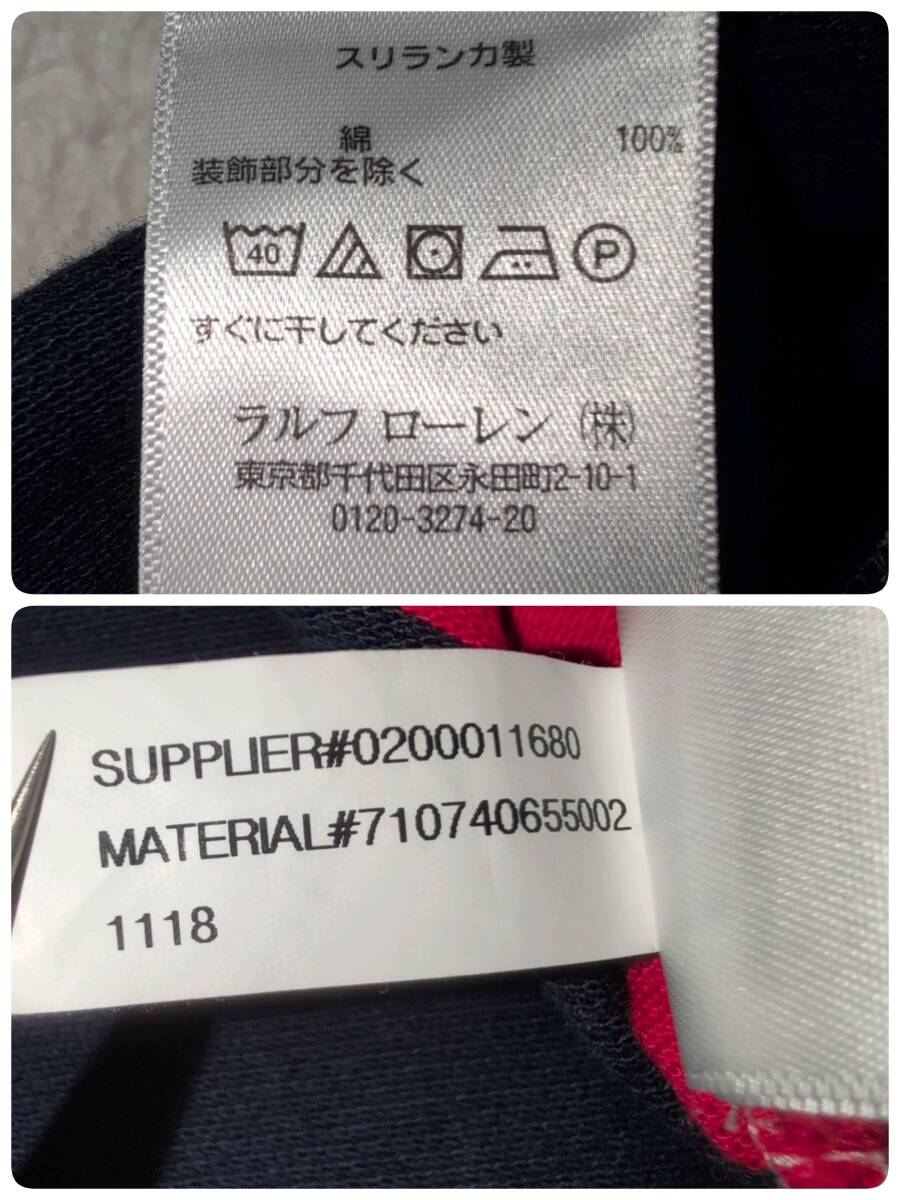 スリランカ製
綿 100%
装飾部分を除く
40 P
すぐに干してください
ラルフ ローレン (株)
東京都千代田区永田町2-10-1
0120-3274-20
SUPPLIER#0200011680
MATERIAL#710740655002
1118